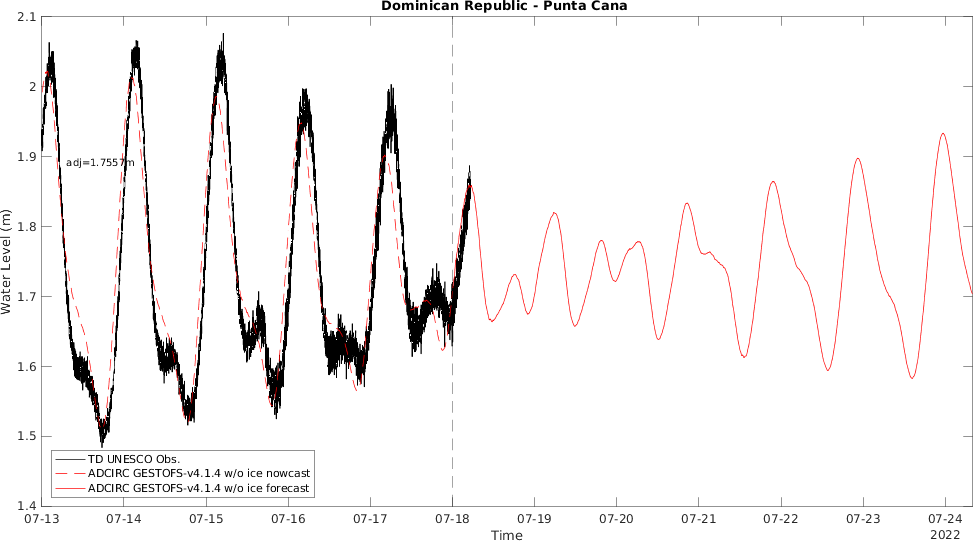 Dominican Republic - Punta Cana
2.1
2
1.9
1.8
1.7
1.6
1.5
1.4
Water Level (m)
adj=1.7557m
TD UNESCO Obs.
ADCIRC GESTOFS-v4.1.4 w/o ice nowcast
ADCIRC GESTOFS-v4.1.4 w/o ice forecast
07-13 07-14 07-15 07-16 07-17 07-18 07-19 07-20 07-21 07-22 07-23 07-24
Time
2022